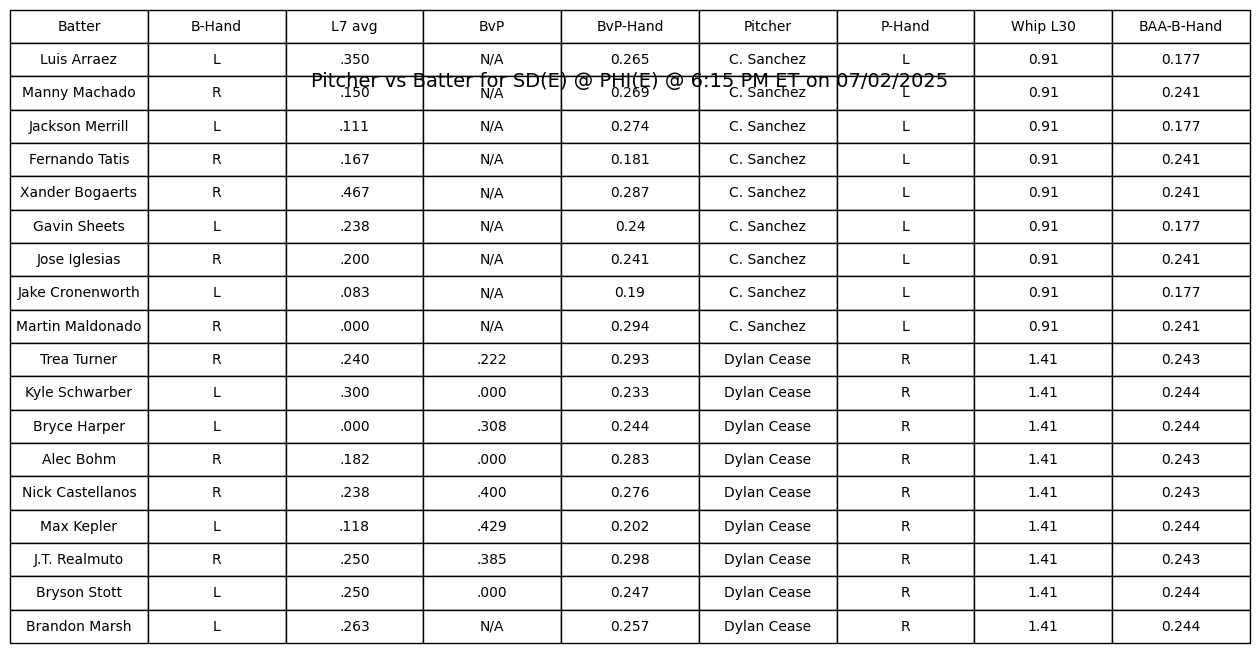 Batter B-Hand L7 avg BvP BvP-Hand Pitcher P-Hand Whip L30 BAA-B-Hand
Luis Arraez L .350 N/A 0.265 C. Sanchez L 0.91 0.177
Pitcher vs Batter for SD(E) @ PHI(E) @ 6:15 PM ET on 07/02/2025
Manny Machado R .150 N/A 0.269 C. Sanchez L 0.91 0.241
Jackson Merrill L .111 N/A 0.274 C. Sanchez L 0.91 0.177
Fernando Tatis R .167 N/A 0.181 C. Sanchez L 0.91 0.241
Xander Bogaerts R .467 N/A 0.287 C. Sanchez L 0.91 0.241
Gavin Sheets L .238 N/A 0.24 C. Sanchez L 0.91 0.177
Jose Iglesias R .200 N/A 0.241 C. Sanchez L 0.91 0.241
Jake Cronenworth L .083 N/A 0.19 C. Sanchez L 0.91 0.177
Martin Maldonado R .000 N/A 0.294 C. Sanchez L 0.91 0.241
Trea Turner R .240 .222 0.293 Dylan Cease R 1.41 0.243
Kyle Schwarber L .300 .000 0.233 Dylan Cease R 1.41 0.244
Bryce Harper L .000 .308 0.244 Dylan Cease R 1.41 0.244
Alec Bohm R .182 .000 0.283 Dylan Cease R 1.41 0.243
Nick Castellanos R .238 .400 0.276 Dylan Cease R 1.41 0.243
Max Kepler L .118 .429 0.202 Dylan Cease R 1.41 0.244
J.T. Realmuto R .250 .385 0.298 Dylan Cease R 1.41 0.243
Bryson Stott L .250 .000 0.247 Dylan Cease R 1.41 0.244
Brandon Marsh L .263 N/A 0.257 Dylan Cease R 1.41 0.244